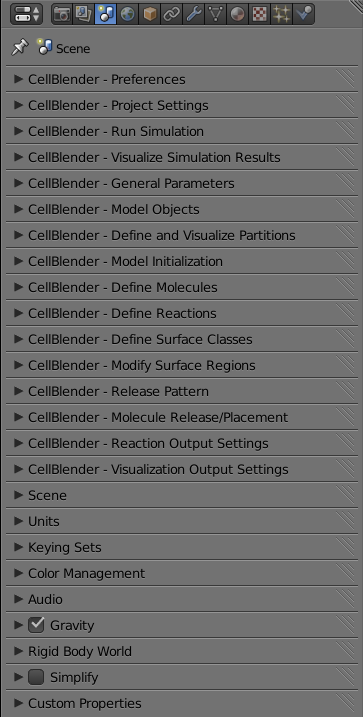 Scene
CellBlender - Preferences
CellBlender - Project Settings
CellBlender - Run Simulation
CellBlender - Visualize Simulation Results
CellBlender - General Parameters
CellBlender - Model Objects
CellBlender - Define and Visualize Partitions
CellBlender - Model Initialization
CellBlender - Define Molecules
CellBlender - Define Reactions
CellBlender - Define Surface Classes
CellBlender - Modify Surface Regions
CellBlender - Release Pattern
CellBlender - Molecule Release/Placement
CellBlender - Reaction Output Settings
CellBlender - Visualization Output Settings
Scene
Units
Keying Sets
Color Management
Audio
Gravity
Rigid Body World
Simplify
Custom Properties